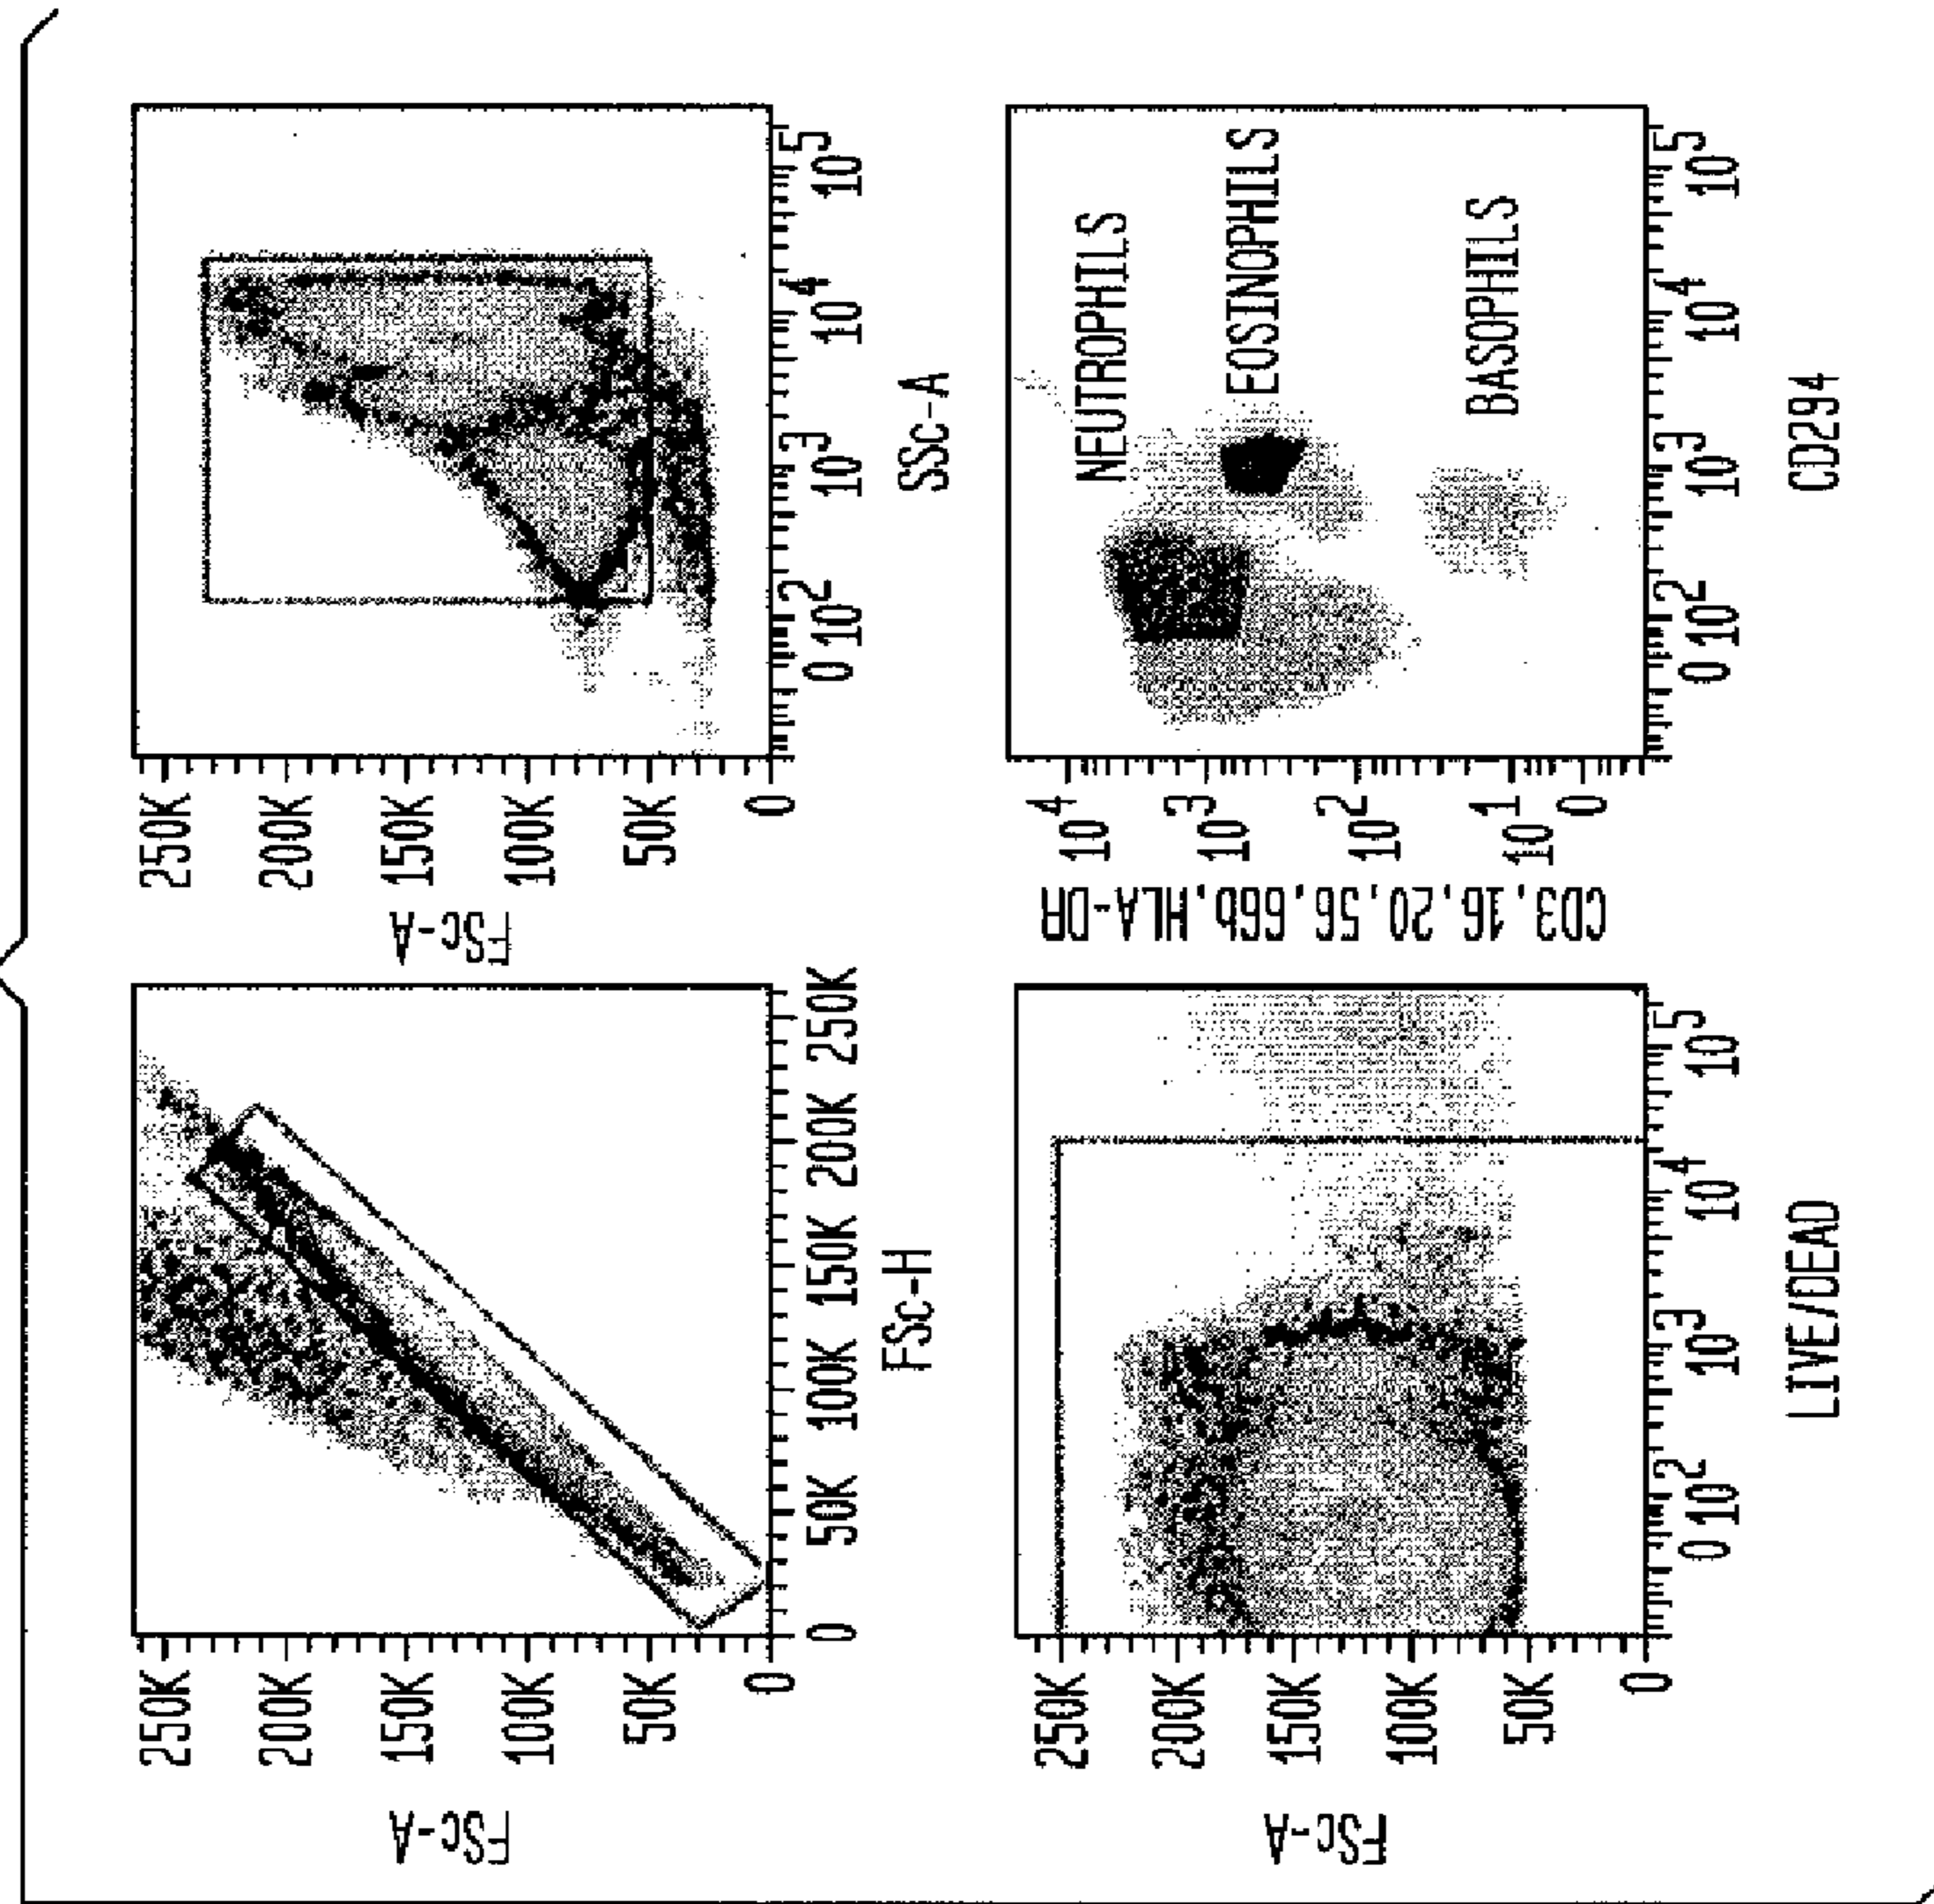 FSc-A
250K
200K
150K
100K
50K
0
0 50K 100K 150K 200K 250K
FSc-H
FSc-A
250K
200K
150K
100K
50K
0
0 10^2 10^3 10^4 10^5
SSc-A
FSc-A
250K
200K
150K
100K
50K
0
0 10^2 10^3 10^4 10^5
LIVE/DEAD
CD3,16,20,56,66b,HLA-DR
10^4
10^3
10^2
10^1
0
NEUTROPHILS
EOSINOPHILS
BASOPHILS
0 10^2 10^3 10^4 10^5
CD294